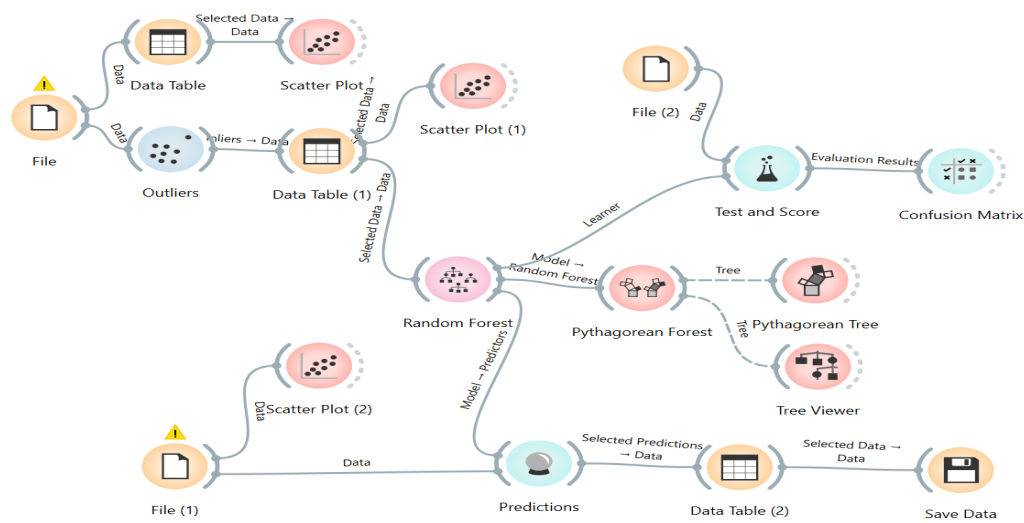 Selected Data →
Data
Data
Data Table
Scatter Plot
Data
File
Data
nliers → Data
Outliers
Data Table (1)
Selected Data →
Data
Scatter Plot (1)
File (2)
Data
Test and Score
Evaluation Results
Confusion Matrix
Selected Data → Data
Learner
Random Forest
Model →
Random Forest
Pythagorean Forest
Tree
Pythagorean Tree
Tree
Tree Viewer
Model → Predictors
Scatter Plot (2)
Data
File (1)
Data
Predictions
Selected Predictions
→ Data
Data Table (2)
Selected Data →
Data
Save Data